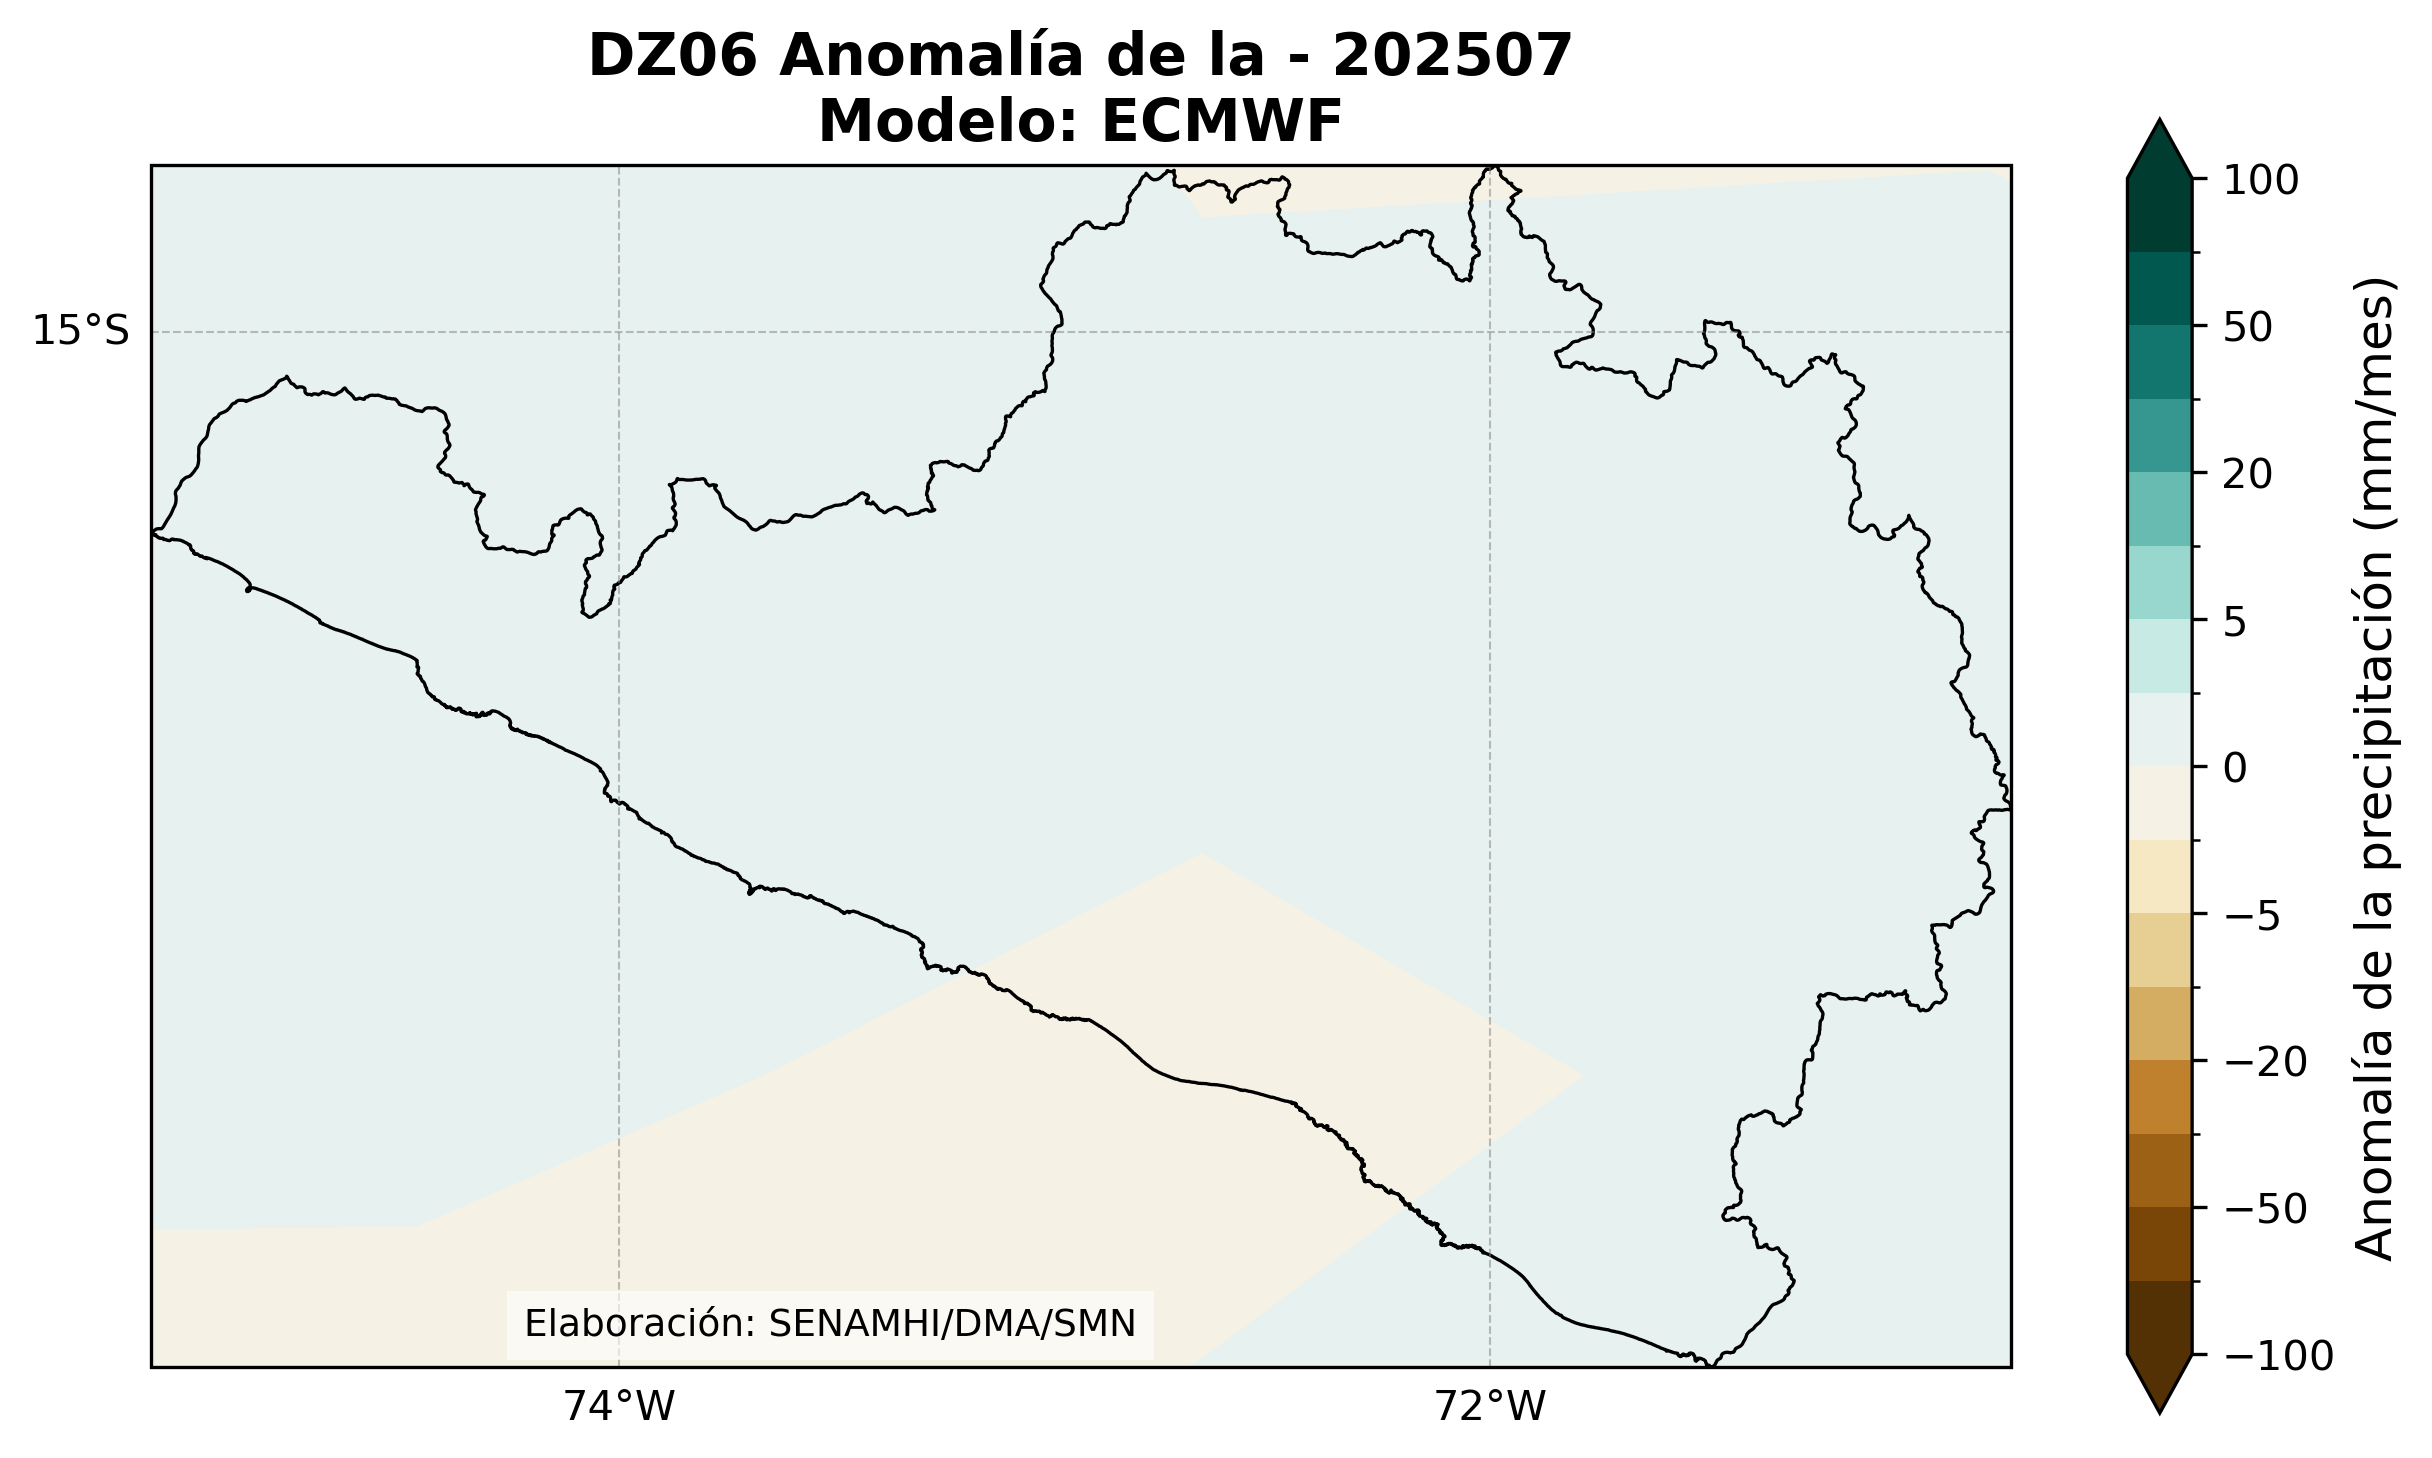 DZ06 Anomalía de la - 202507
Modelo: ECMWF
15°S
74°W
72°W
Elaboración: SENAMHI/DMA/SMN
100
50
20
5
0
−5
−20
−50
−100
Anomalía de la precipitación (mm/mes)